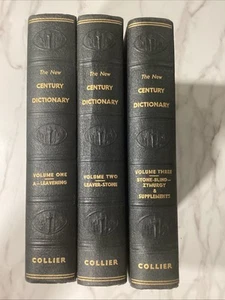 The New
CENTURY
DICTIONARY
VOLUME ONE
A-LEAVENING
COLLIER
The New
CENTURY
DICTIONARY
VOLUME TWO
LEAVER-STONE
COLLIER
The New
CENTURY
DICTIONARY
VOLUME THREE
STONE-BLIND-
ZYMURGY
&
SUPPLEMENTS
COLLIER